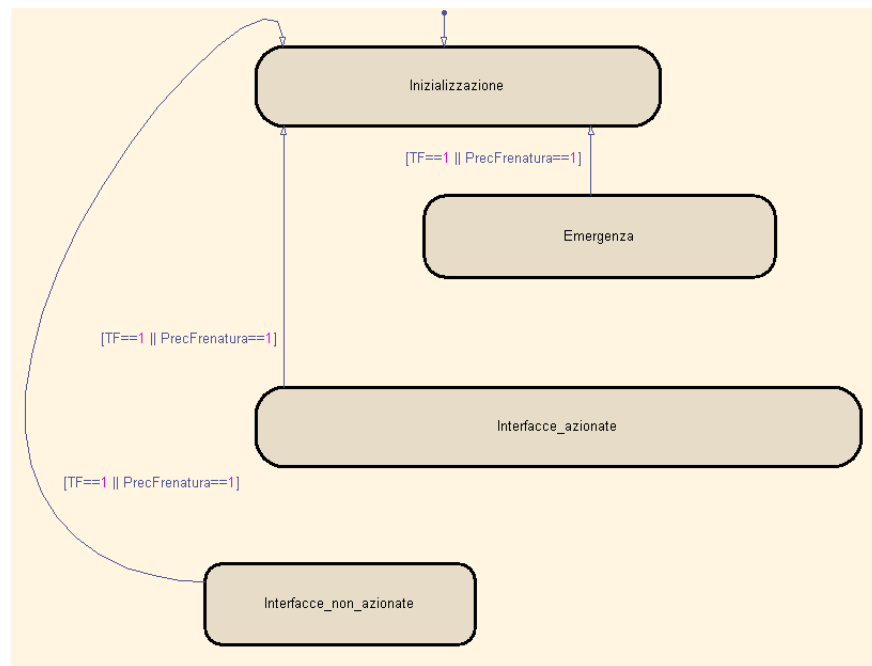 Inizializzazione
[TF==1 || PrecFrenatura==1]
Emergenza
[TF==1 || PrecFrenatura==1]
Interfacce_azionate
[TF==1 || PrecFrenatura==1]
Interfacce_non_azionate